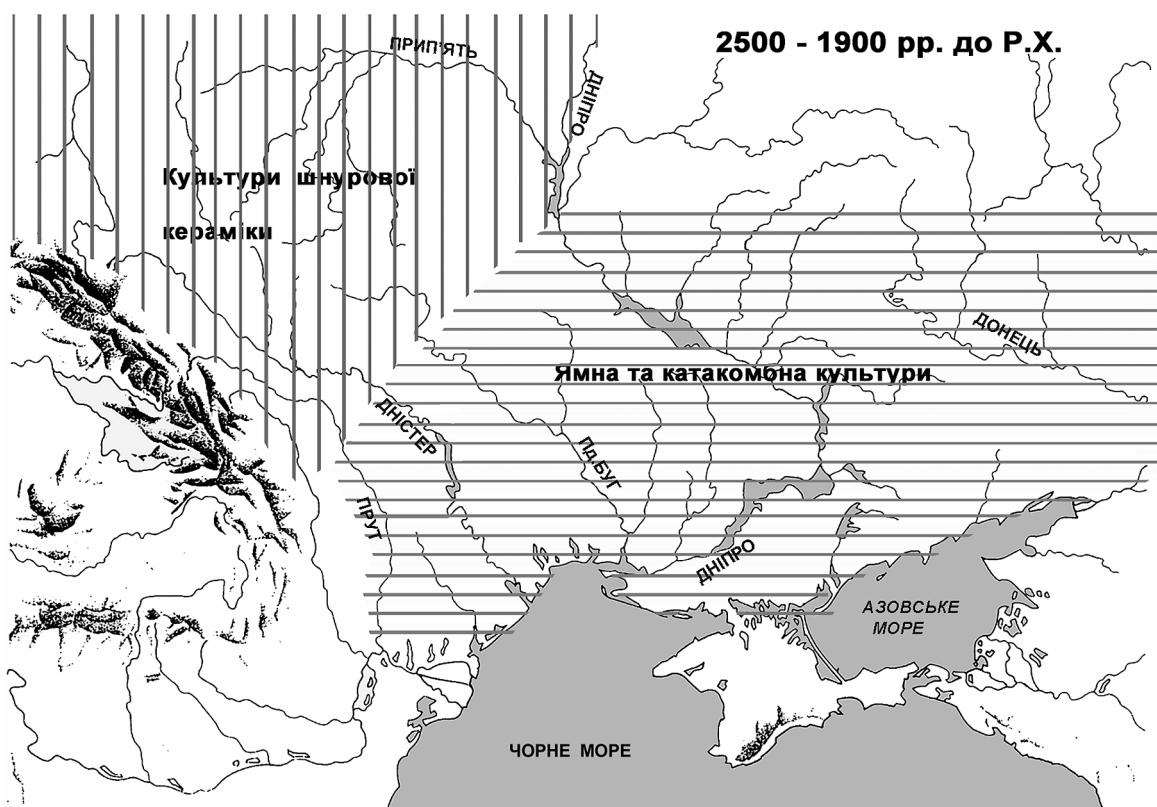 2500 - 1900 рр. до Р.Х.
ПРИП'ЯТЬ
ДНІПРО
Культури шнурової
кераміки
ДОНЕЦЬ
Ямна та катакомбна культури
ДНІСТЕР
Пд.БУГ
ПРУТ
ДНІПРО
АЗОВСЬКЕ
МОРЕ
ЧОРНЕ МОРЕ